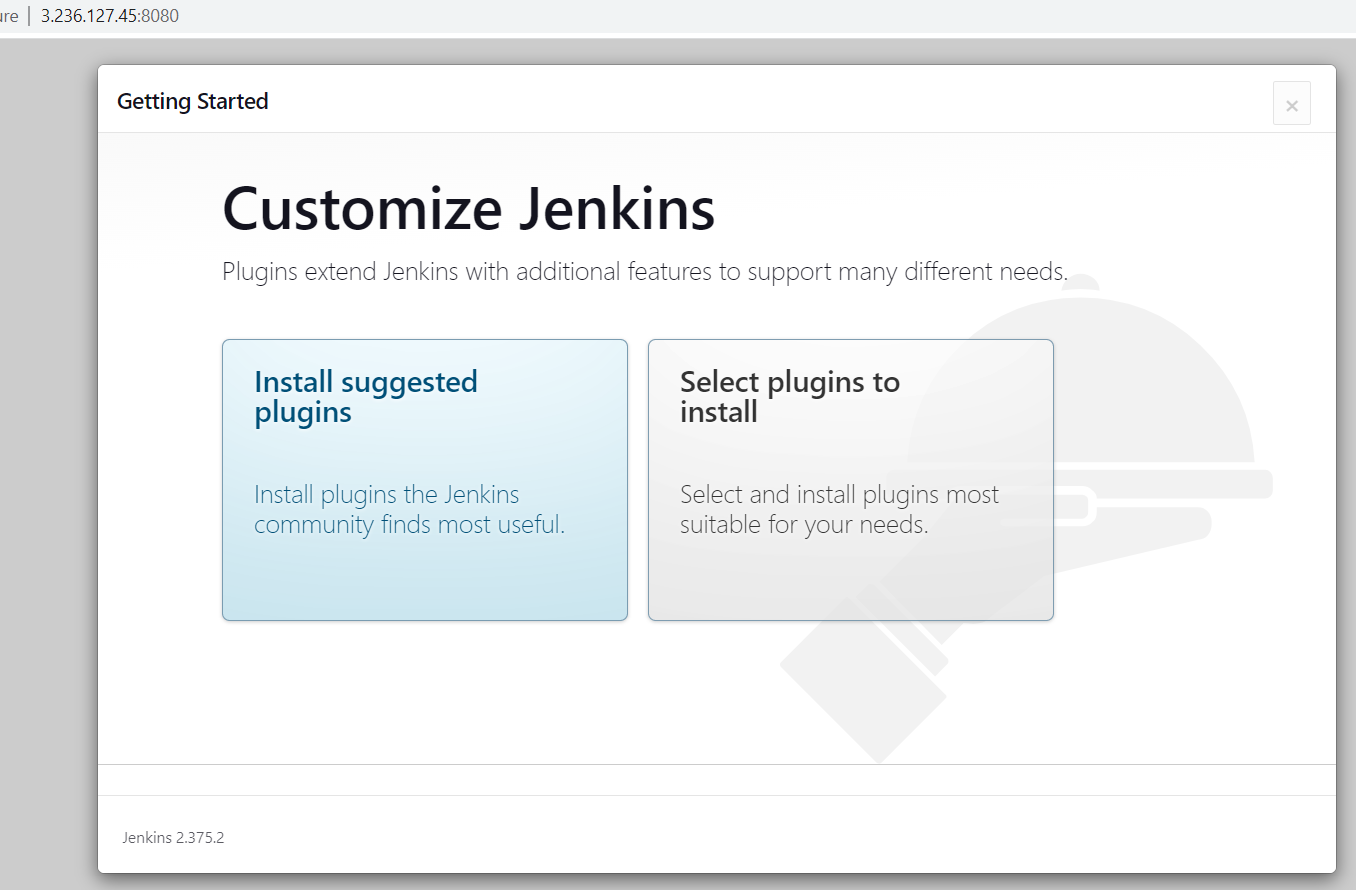 3.236.127.45:8080
Getting Started
×
Customize Jenkins
Plugins extend Jenkins with additional features to support many different needs.
Install suggested
plugins
Install plugins the Jenkins
community finds most useful.
Select plugins to
install
Select and install plugins most
suitable for your needs.
Jenkins 2.375.2